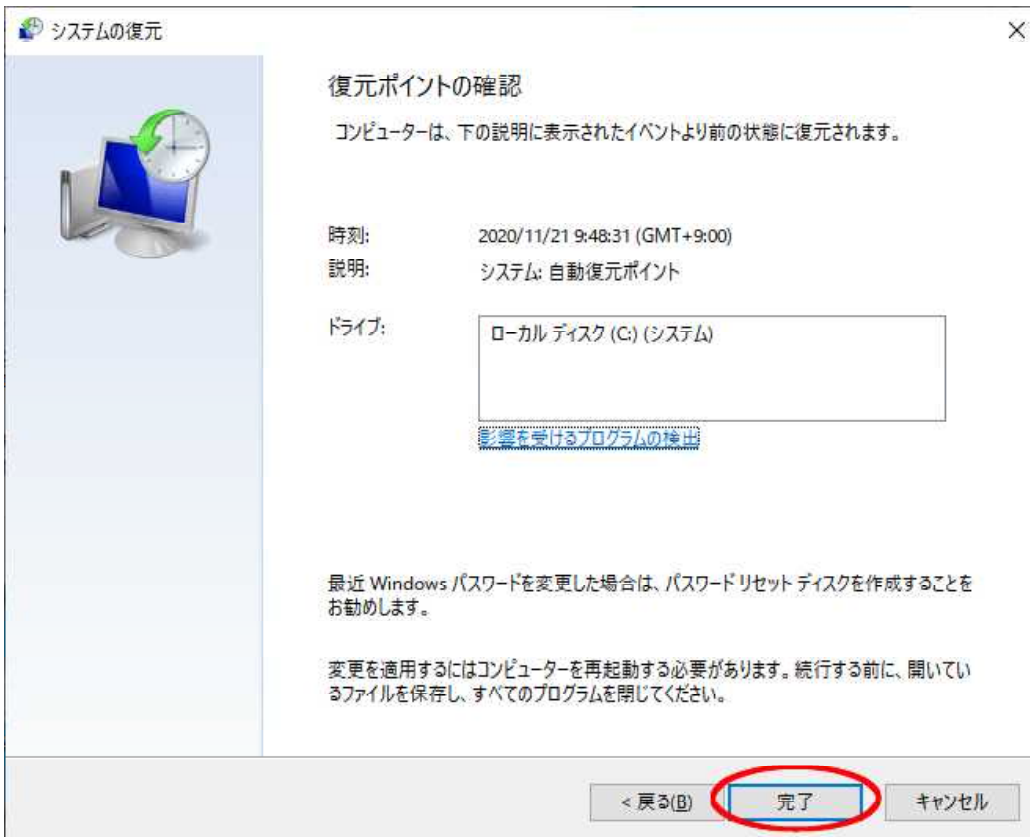 システムの復元
復元ポイントの確認
コンピューターは、下の説明に表示されたイベントより前の状態に復元されます。
時刻: 2020/11/21 9:48:31 (GMT+9:00)
説明: システム: 自動復元ポイント
ドライブ: ローカル ディスク (C:) (システム)
影響を受けるプログラムの検出
最近 Windows パスワードを変更した場合は、パスワード リセット ディスクを作成することを
お勧めします。
変更を適用するにはコンピューターを再起動する必要があります。続行する前に、開いてい
るファイルを保存し、すべてのプログラムを閉じてください。
< 戻る(B) 完了 キャンセル